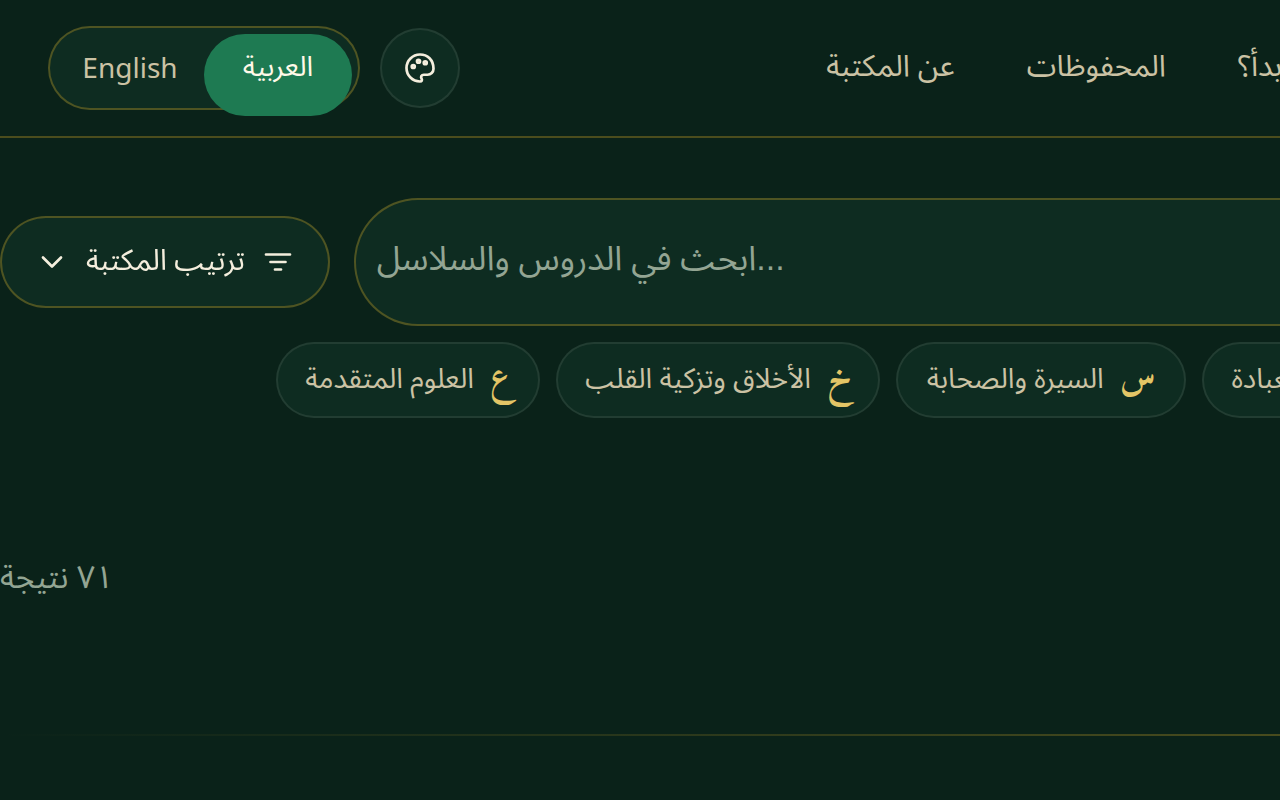 بدأ؟ المحفوظات عن المكتبة العربية English
ابحث في الدروس والسلاسل...
ترتيب المكتبة
س السيرة والصحابة
خ الأخلاق وتزكية القلب
ع العلوم المتقدمة
٧١ نتيجة